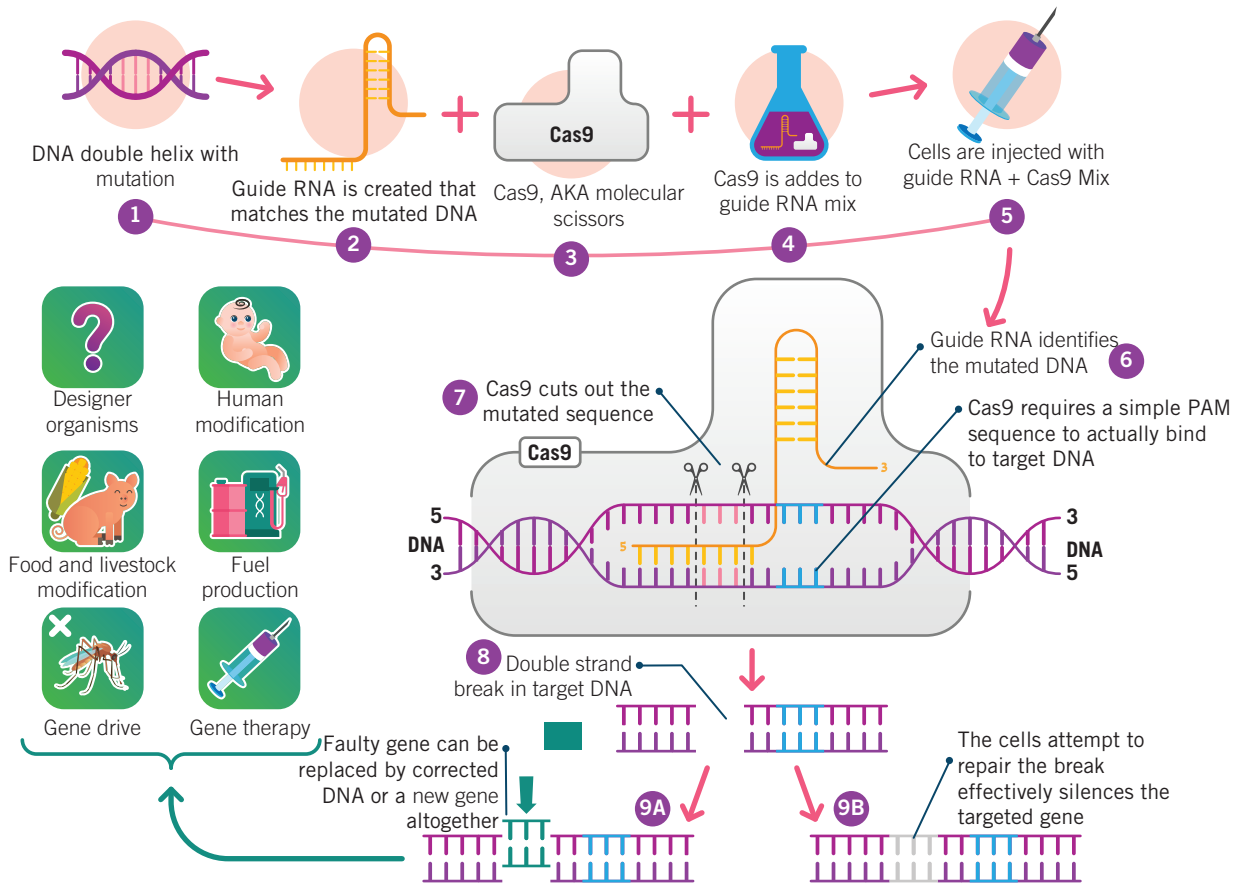 DNA double helix with
mutation
1
Guide RNA is created that
matches the mutated DNA
2
Cas9
Cas9, AKA molecular
scissors
3
Cas9 is addes to
guide RNA mix
4
Cells are injected with
guide RNA + Cas9 Mix
5
Guide RNA identifies
the mutated DNA
6
7
Cas9 cuts out the
mutated sequence
Cas9 requires a simple PAM
sequence to actually bind
to target DNA
Cas9
3
5
5
DNA
3
3
DNA
5
Designer
organisms
Human
modification
Food and livestock
modification
Fuel
production
Gene drive
Gene therapy
8
Double strand
break in target DNA
Faulty gene can be
replaced by corrected
DNA or a new gene
altogether
9A
9B
The cells attempt to
repair the break
effectively silences the
targeted gene